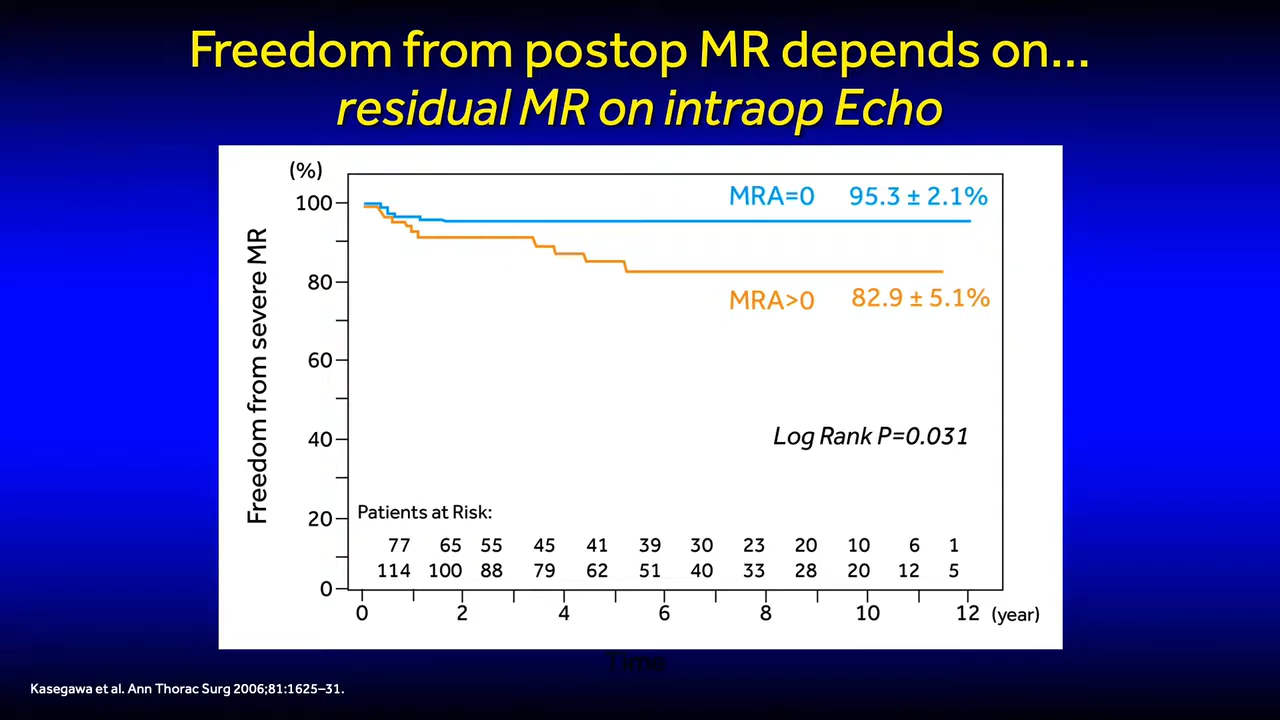 Freedom from postop MR depends on...
residual MR on intraop Echo
(%)
100
80
60
40
20
0
Freedom from severe MR
MRA=0 95.3 ± 2.1%
MRA>0 82.9 ± 5.1%
Log Rank P=0.031
Patients at Risk:
77 65 55 45 41 39 30 23 20 10 6 1
114 100 88 79 62 51 40 33 28 20 12 5
0 2 4 6 8 10 12 (year)
Time
Kasegawa et al. Ann Thorac Surg 2006;81:1625–31.